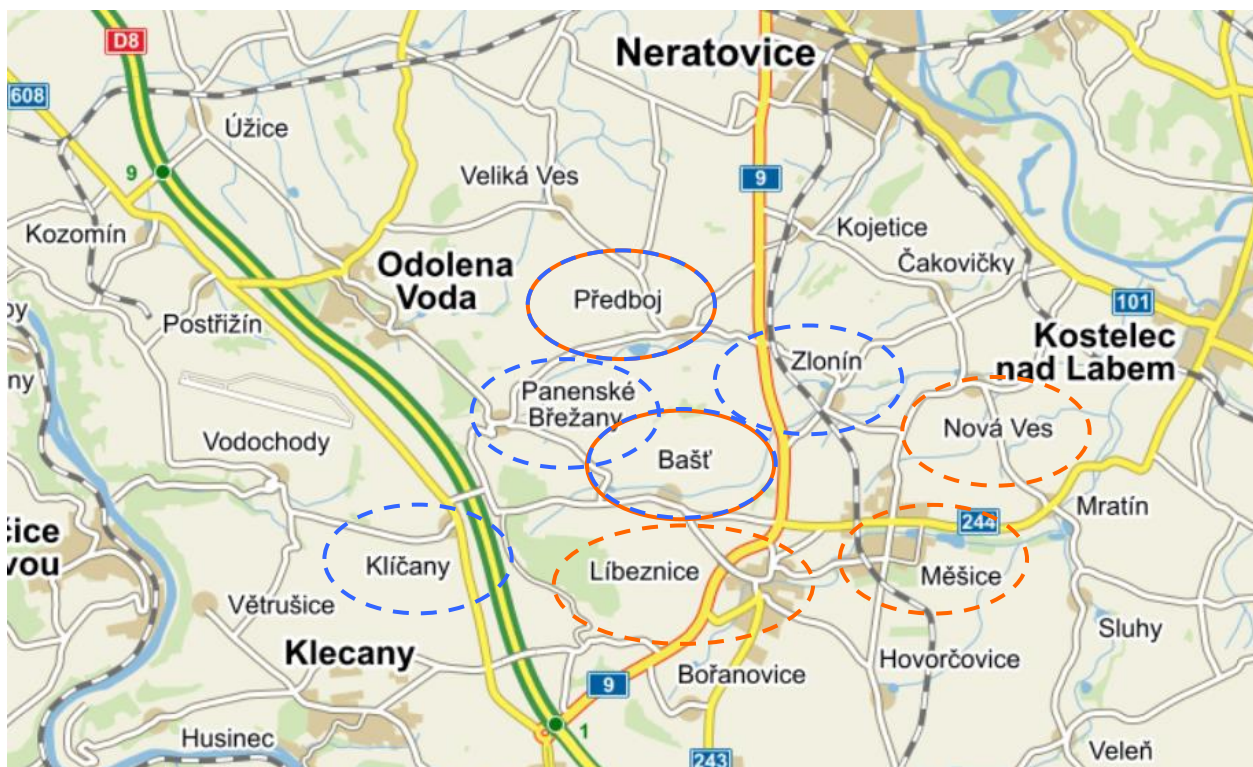 D8
Neratovice
608
Úžice
9
Veliká Ves
9
Kozomín
Kojetice
Čakovičky
Odolena
Voda
Předboj
101
Postřižín
Kostelec
nad Labem
Zlonín
Panenské
Břežany
Vodochody
Bašť
Nová Ves
Mratín
244
Klíčany
Líbeznice
Měšice
Větrušice
Sluhy
Klecany
Hovorčovice
Bořanovice
9
1
Husinec
Veleň
243